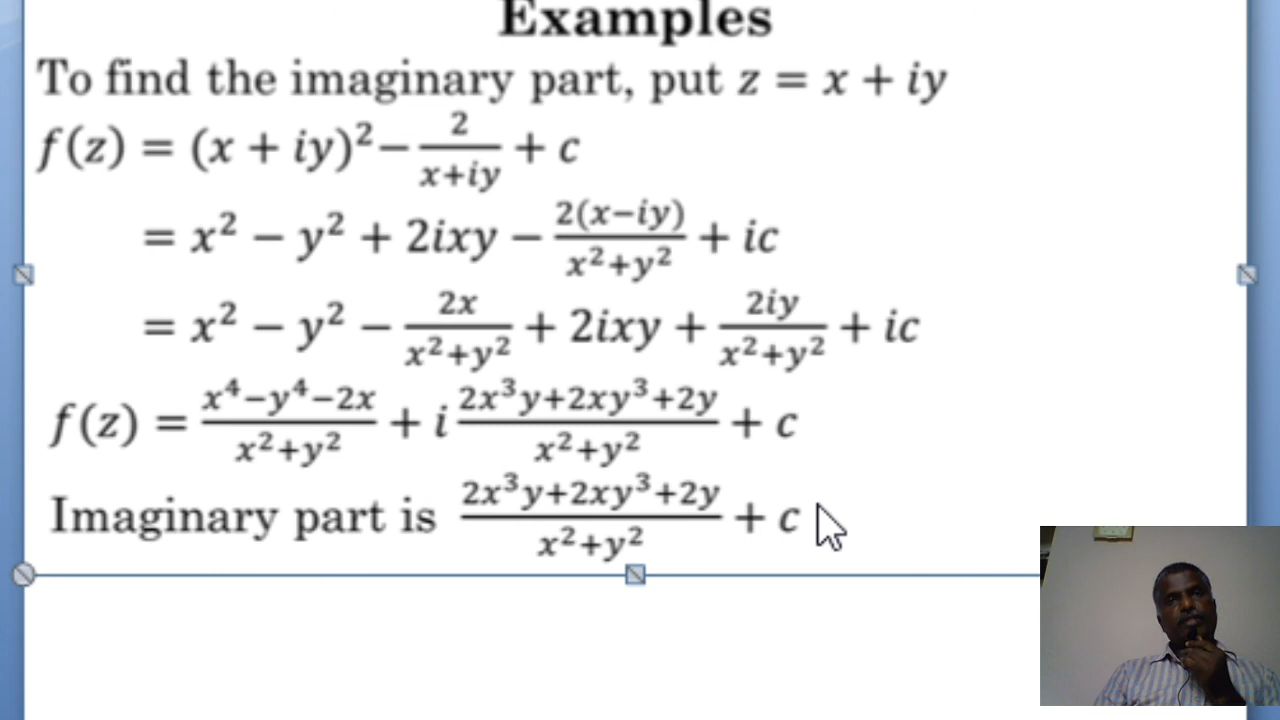 Examples
To find the imaginary part, put z = x + iy
f(z) = (x + iy)² − 2/(x+iy) + c
= x² − y² + 2ixy − 2(x−iy)/(x²+y²) + ic
= x² − y² − 2x/(x²+y²) + 2ixy + 2iy/(x²+y²) + ic
f(z) = (x⁴−y⁴−2x)/(x²+y²) + i (2x³y+2xy³+2y)/(x²+y²) + c
Imaginary part is (2x³y+2xy³+2y)/(x²+y²) + c